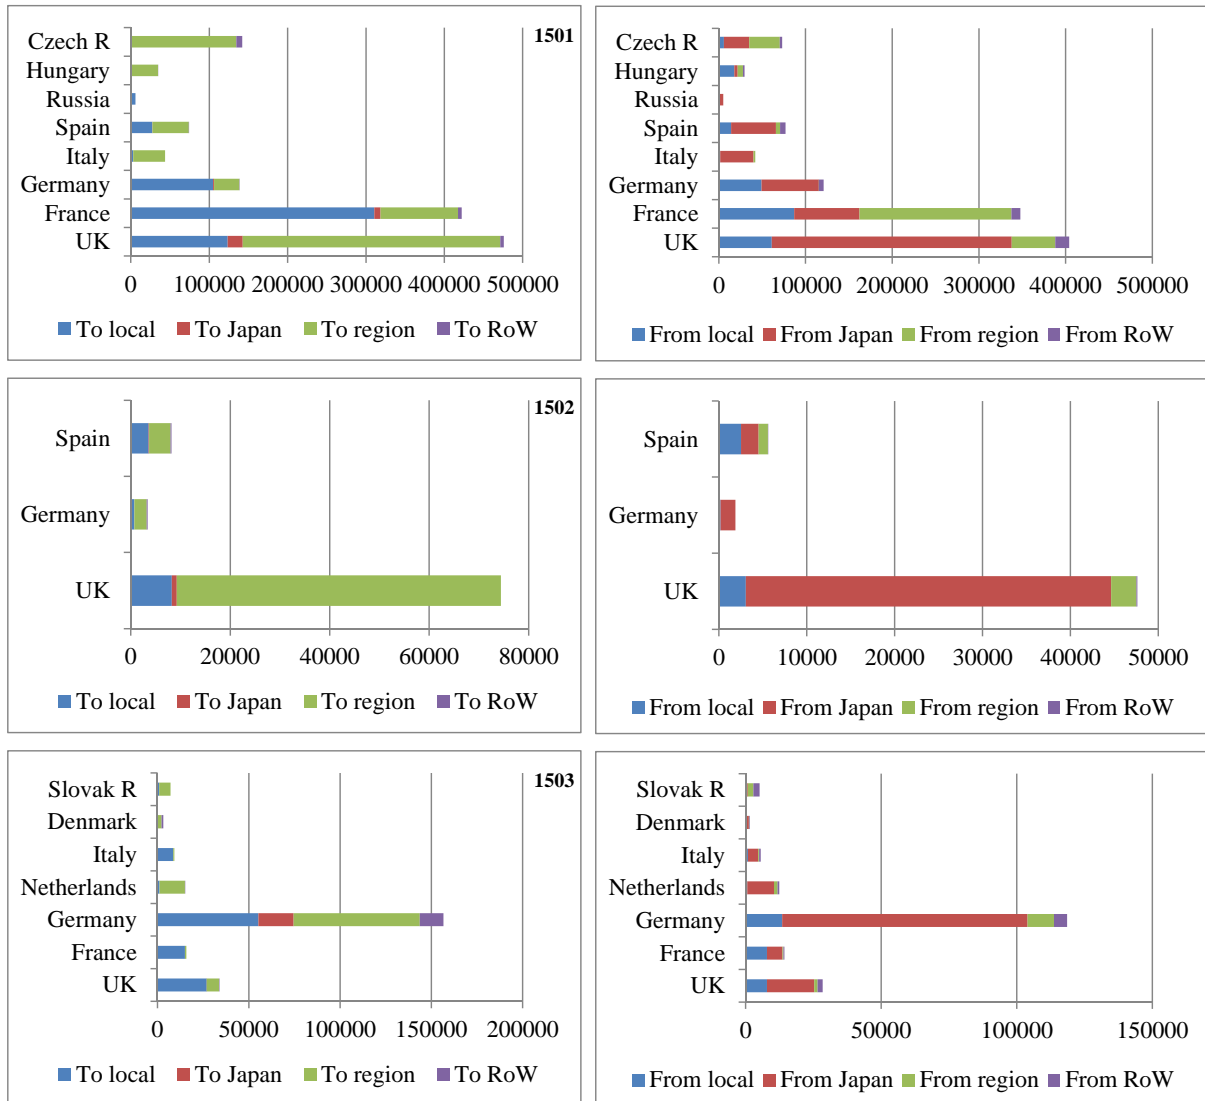 1501
Czech R
Hungary
Russia
Spain
Italy
Germany
France
UK
0 100000 200000 300000 400000 500000
To local To Japan To region To RoW
Czech R
Hungary
Russia
Spain
Italy
Germany
France
UK
0 100000 200000 300000 400000 500000
From local From Japan From region From RoW
1502
Spain
Germany
UK
0 20000 40000 60000 80000
To local To Japan To region To RoW
Spain
Germany
UK
0 10000 20000 30000 40000 50000
From local From Japan From region From RoW
1503
Slovak R
Denmark
Italy
Netherlands
Germany
France
UK
0 50000 100000 150000 200000
To local To Japan To region To RoW
Slovak R
Denmark
Italy
Netherlands
Germany
France
UK
0 50000 100000 150000
From local From Japan From region From RoW